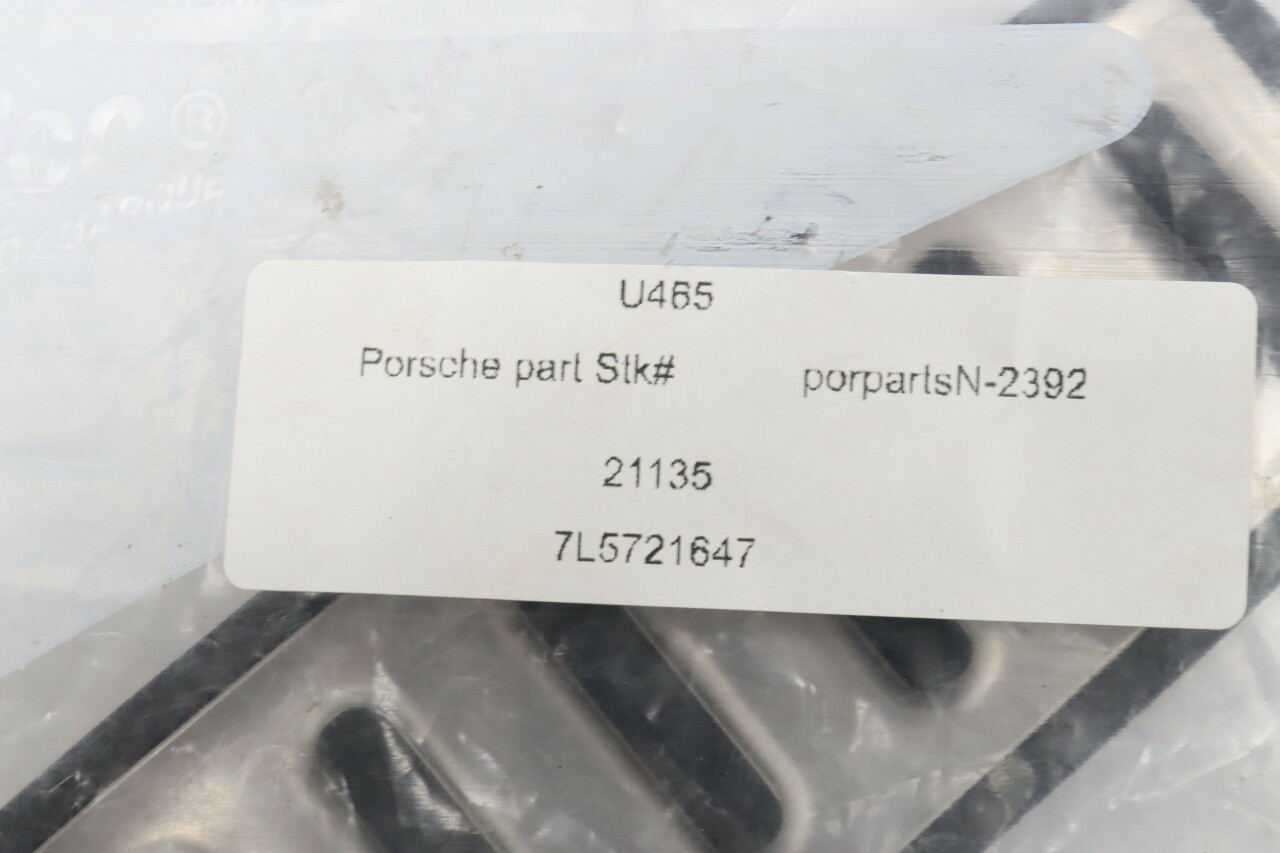 ®
U465
Porsche part Stk# porpartsN-2392
21135
7L5721647